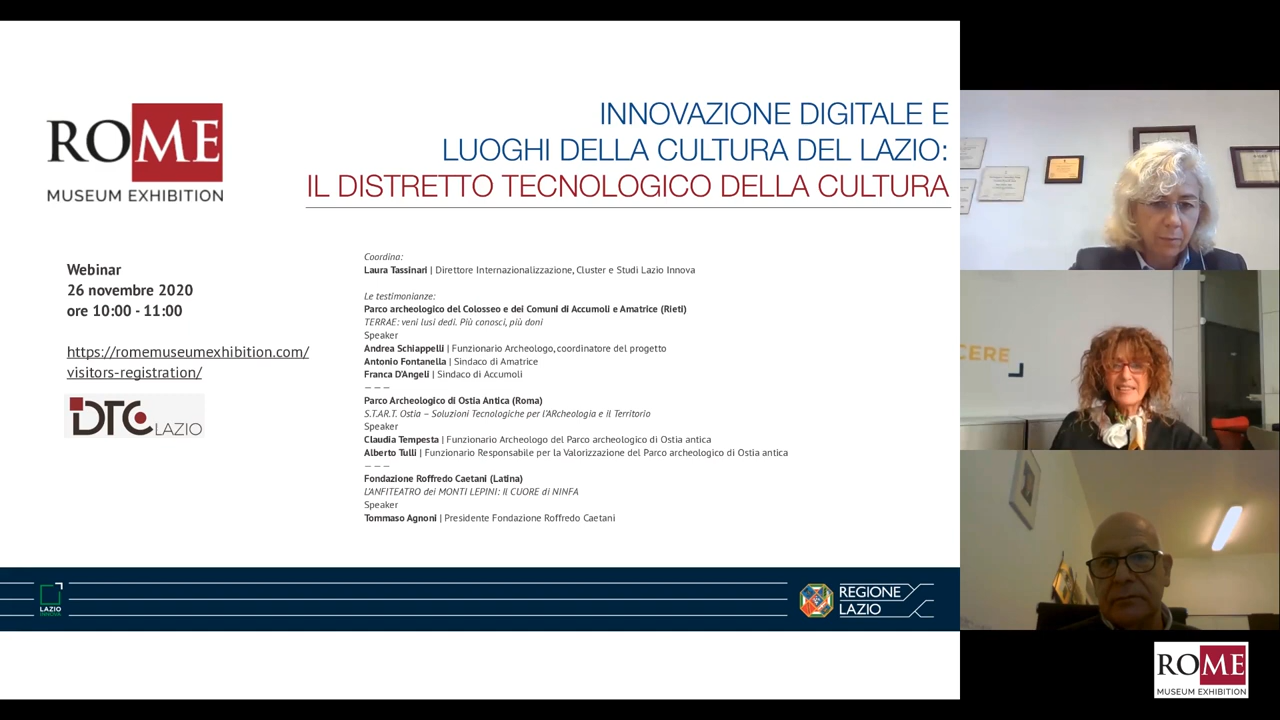 ROME
MUSEUM EXHIBITION
INNOVAZIONE DIGITALE E
LUOGHI DELLA CULTURA DEL LAZIO:
IL DISTRETTO TECNOLOGICO DELLA CULTURA
Webinar
26 novembre 2020
ore 10:00 - 11:00
https://romemuseumexhibition.com/
visitors-registration/
DTC LAZIO
Coordina:
Laura Tassinari | Direttore Internazionalizzazione, Cluster e Studi Lazio Innova
Le testimonianze:
Parco archeologico del Colosseo e dei Comuni di Accumoli e Amatrice (Rieti)
TERRAE: veni lusi dedi. Più conosci, più doni
Speaker
Andrea Schiappelli | Funzionario Archeologo, coordinatore del progetto
Antonio Fontanella | Sindaco di Amatrice
Franca D'Angeli | Sindaco di Accumoli
— — —
Parco Archeologico di Ostia Antica (Roma)
S.T.AR.T. Ostia – Soluzioni Tecnologiche per l'ARcheologia e il Territorio
Speaker
Claudia Tempesta | Funzionario Archeologo del Parco archeologico di Ostia antica
Alberto Tulli | Funzionario Responsabile per la Valorizzazione del Parco archeologico di Ostia antica
— — —
Fondazione Roffredo Caetani (Latina)
L'ANFITEATRO dei MONTI LEPINI: Il CUORE di NINFA
Speaker
Tommaso Agnoni | Presidente Fondazione Roffredo Caetani
LAZIO
INNOVA
REGIONE
LAZIO
CERE
ROME
MUSEUM EXHIBITION